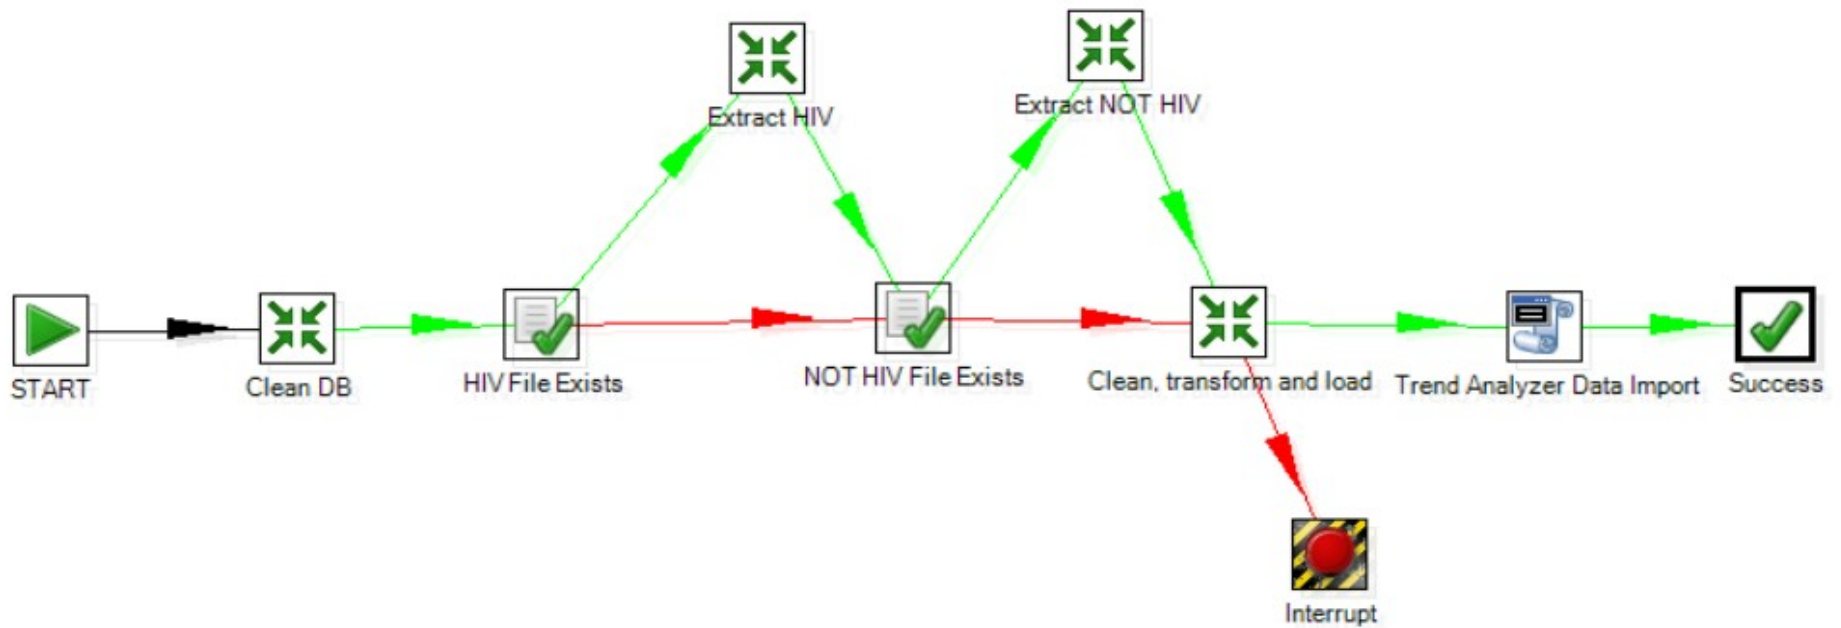 Extract HIV
Extract NOT HIV
START
Clean DB
HIV File Exists
NOT HIV File Exists
Clean, transform and load
Trend Analyzer Data Import
Success
Interrupt